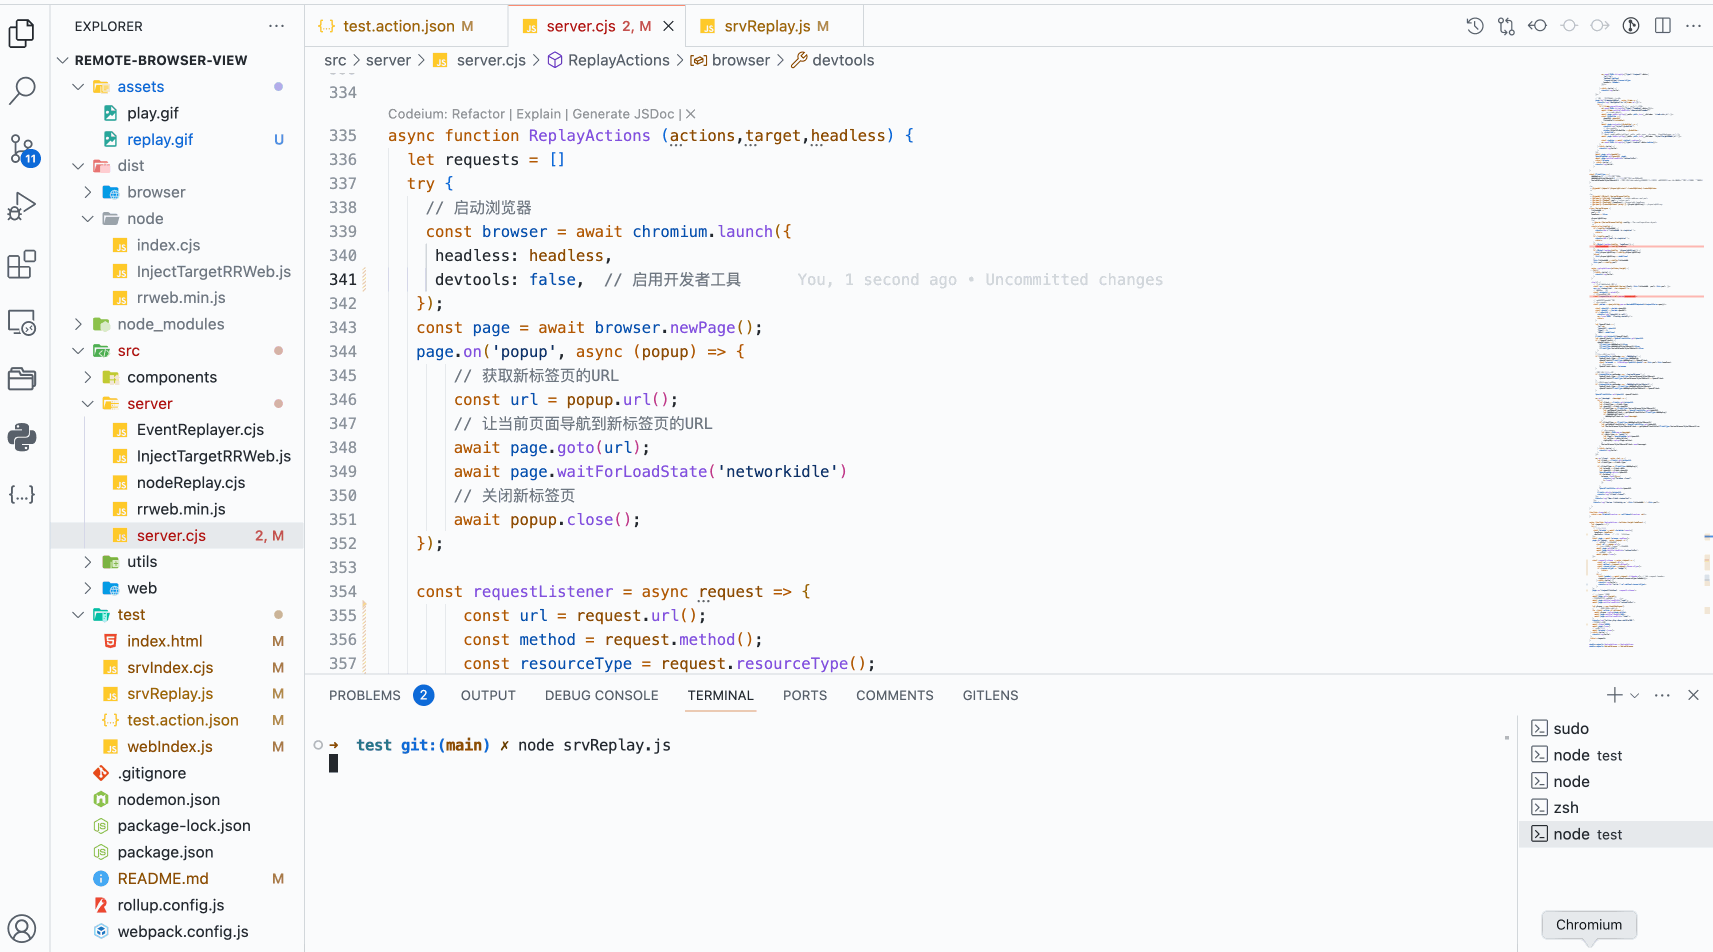 EXPLORER
REMOTE-BROWSER-VIEW
assets
play.gif
replay.gif U
dist
browser
node
index.cjs
InjectTargetRRWeb.js
rrweb.min.js
node_modules
src
components
server
EventReplayer.cjs
InjectTargetRRWeb.js
nodeReplay.cjs
rrweb.min.js
server.cjs 2, M
utils
web
test
index.html M
srvIndex.cjs M
srvReplay.js M
test.action.json M
webIndex.js M
.gitignore
nodemon.json
package-lock.json
package.json
README.md M
rollup.config.js
webpack.config.js
11
test.action.json M
server.cjs 2, M
srvReplay.js M
src > server > server.cjs > ReplayActions > browser > devtools
334
Codeium: Refactor | Explain | Generate JSDoc | X
335 async function ReplayActions (actions,target,headless) {
336 let requests = []
337 try {
338 // 启动浏览器
339 const browser = await chromium.launch({
340 headless: headless,
341 devtools: false, // 启用开发者工具 You, 1 second ago • Uncommitted changes
342 });
343 const page = await browser.newPage();
344 page.on('popup', async (popup) => {
345 // 获取新标签页的URL
346 const url = popup.url();
347 // 让当前页面导航到新标签页的URL
348 await page.goto(url);
349 await page.waitForLoadState('networkidle')
350 // 关闭新标签页
351 await popup.close();
352 });
353
354 const requestListener = async request => {
355 const url = request.url();
356 const method = request.method();
357 const resourceType = request.resourceType();
PROBLEMS 2 OUTPUT DEBUG CONSOLE TERMINAL PORTS COMMENTS GITLENS
→ test git:(main) ✗ node srvReplay.js
sudo
node test
node
zsh
node test
Chromium